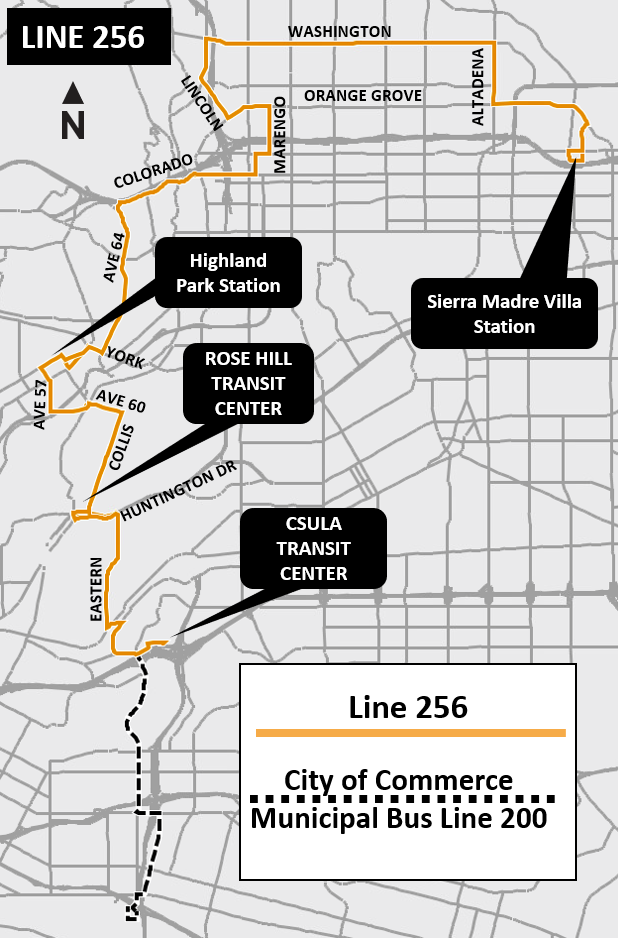 LINE 256
N
WASHINGTON
LINCOLN
ORANGE GROVE
ALTADENA
MARENGO
COLORADO
AVE 64
Highland
Park Station
Sierra Madre Villa
Station
YORK
ROSE HILL
TRANSIT
CENTER
AVE 57
AVE 60
COLLIS
HUNTINGTON DR
CSULA
TRANSIT
CENTER
EASTERN
Line 256
City of Commerce
Municipal Bus Line 200